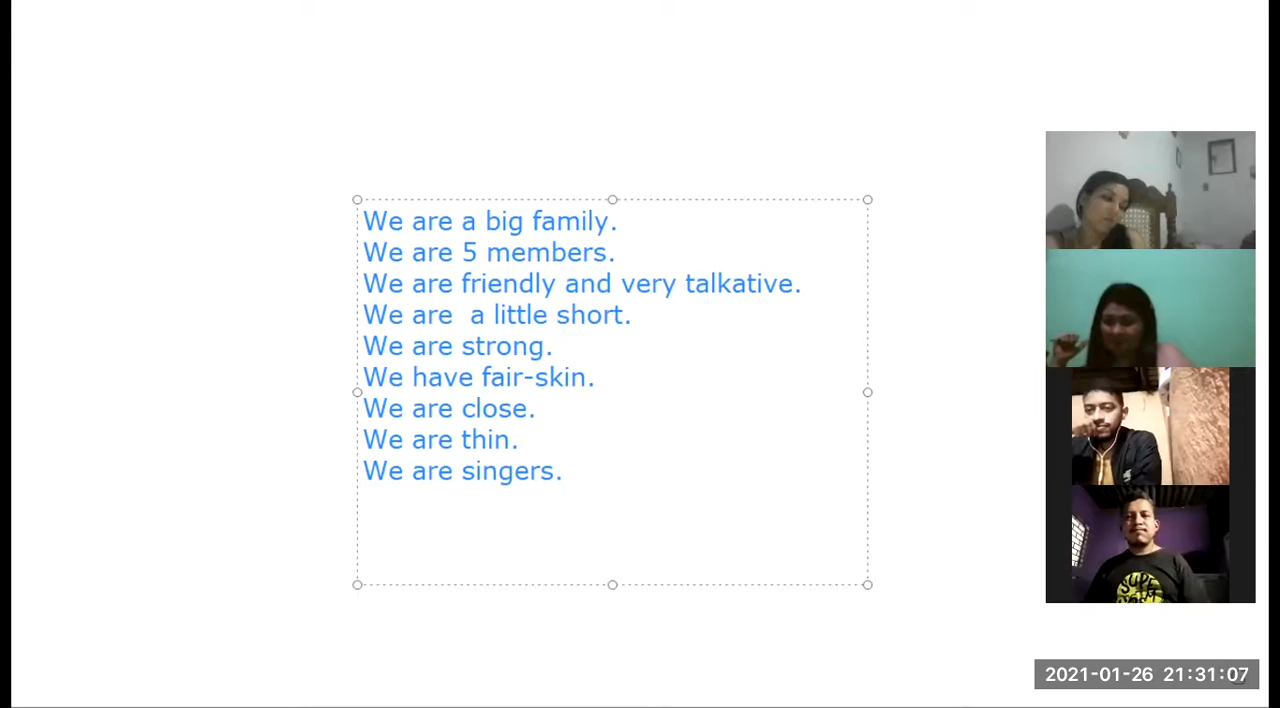 We are a big family.
We are 5 members.
We are friendly and very talkative.
We are  a little short.
We are strong.
We have fair-skin.
We are close.
We are thin.
We are singers.
2021-01-26 21:31:07